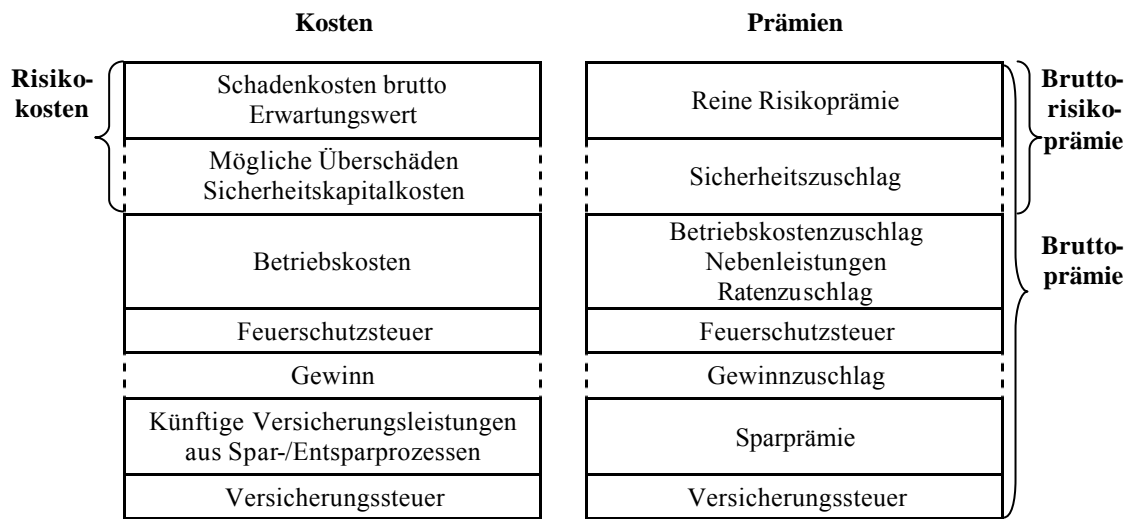 Kosten
Prämien
Risiko-
kosten
Schadenkosten brutto
Erwartungswert
Reine Risikoprämie
Brutto-
risiko-
prämie
Mögliche Überschäden
Sicherheitskapitalkosten
Sicherheitszuschlag
Betriebskosten
Betriebskostenzuschlag
Nebenleistungen
Ratenzuschlag
Brutto-
prämie
Feuerschutzsteuer
Feuerschutzsteuer
Gewinn
Gewinnzuschlag
Künftige Versicherungsleistungen
aus Spar-/Entsparprozessen
Sparprämie
Versicherungssteuer
Versicherungssteuer